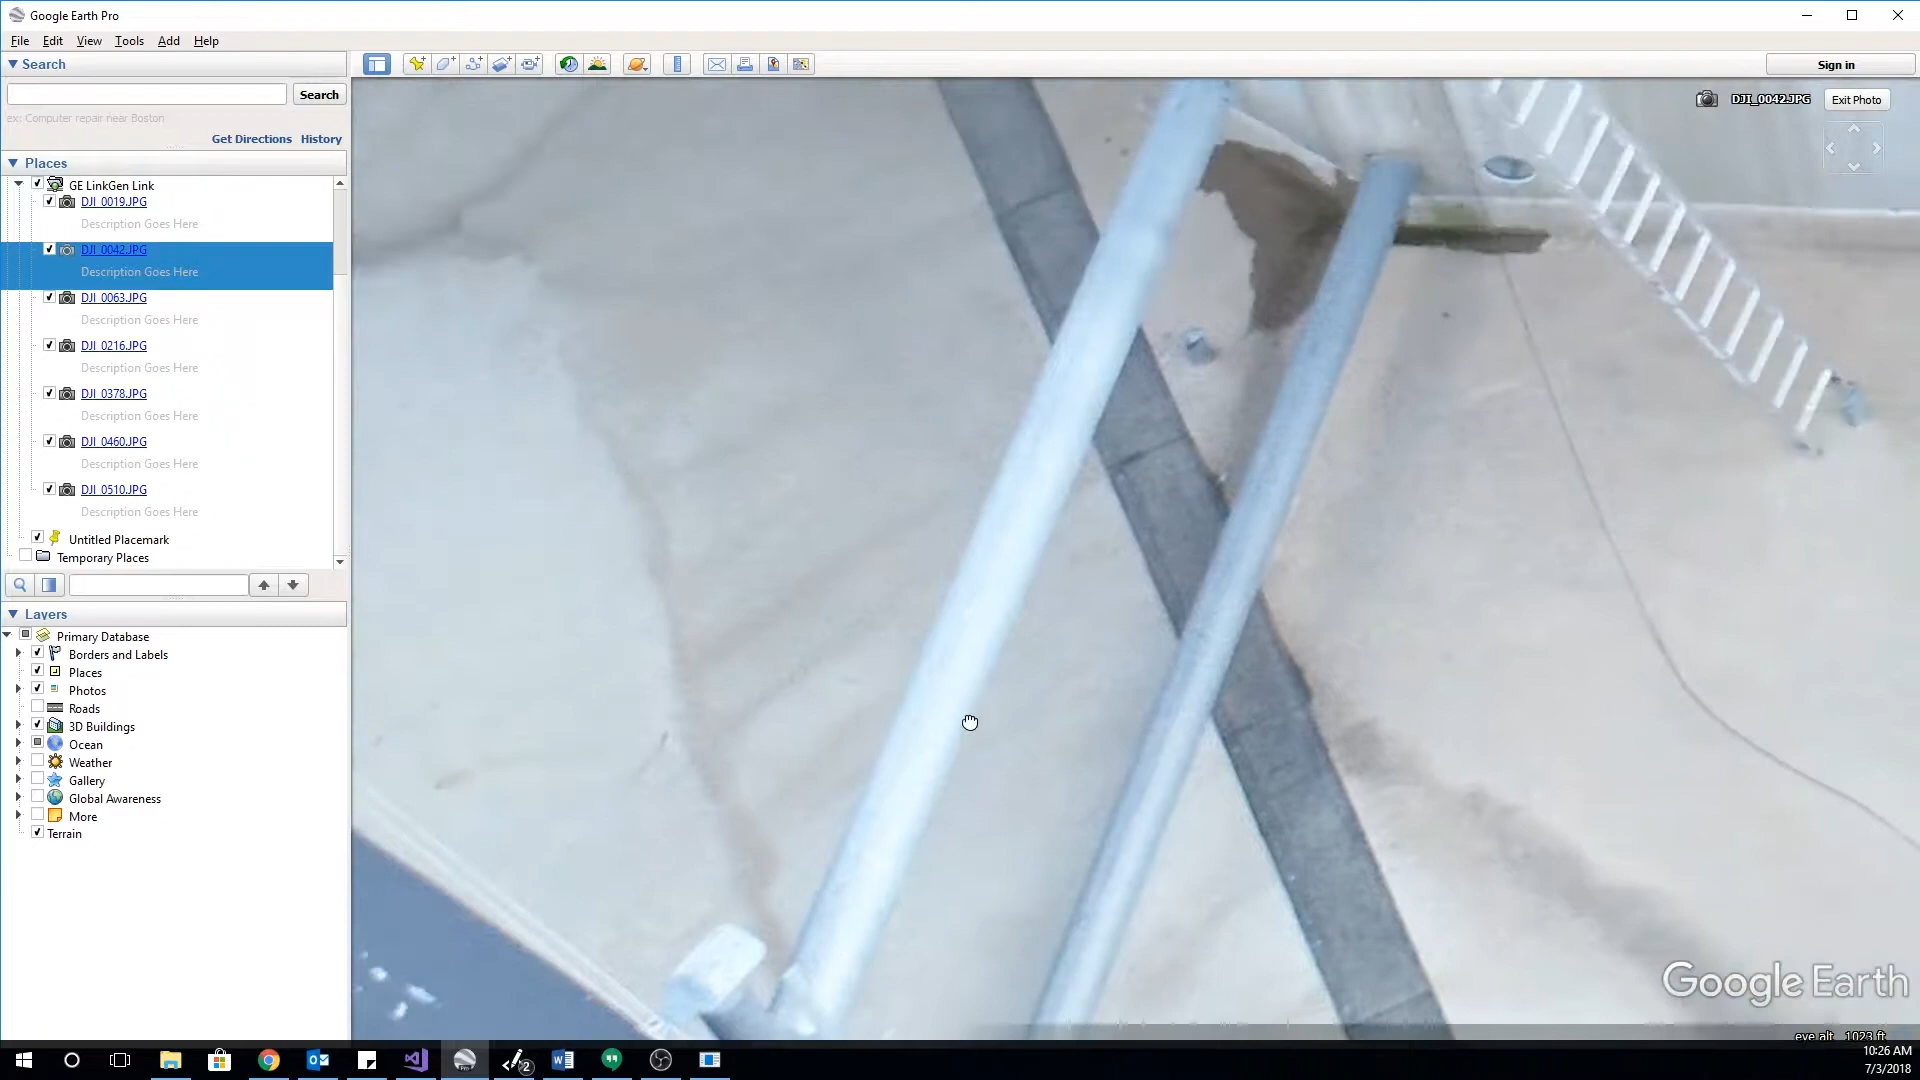 Google Earth Pro
File Edit View Tools Add Help
Search
Sign in
Search
ex: Computer repair near Boston
Get Directions History
DJI_0042.JPG Exit Photo
Places
GE LinkGen Link
DJI_0019.JPG
Description Goes Here
DJI_0042.JPG
Description Goes Here
DJI_0063.JPG
Description Goes Here
DJI_0216.JPG
Description Goes Here
DJI_0378.JPG
Description Goes Here
DJI_0460.JPG
Description Goes Here
DJI_0510.JPG
Description Goes Here
Untitled Placemark
Temporary Places
Layers
Primary Database
Borders and Labels
Places
Photos
Roads
3D Buildings
Ocean
Weather
Gallery
Global Awareness
More
Terrain
Google Earth
eye alt 1023 ft
2
10:26 AM
7/3/2018